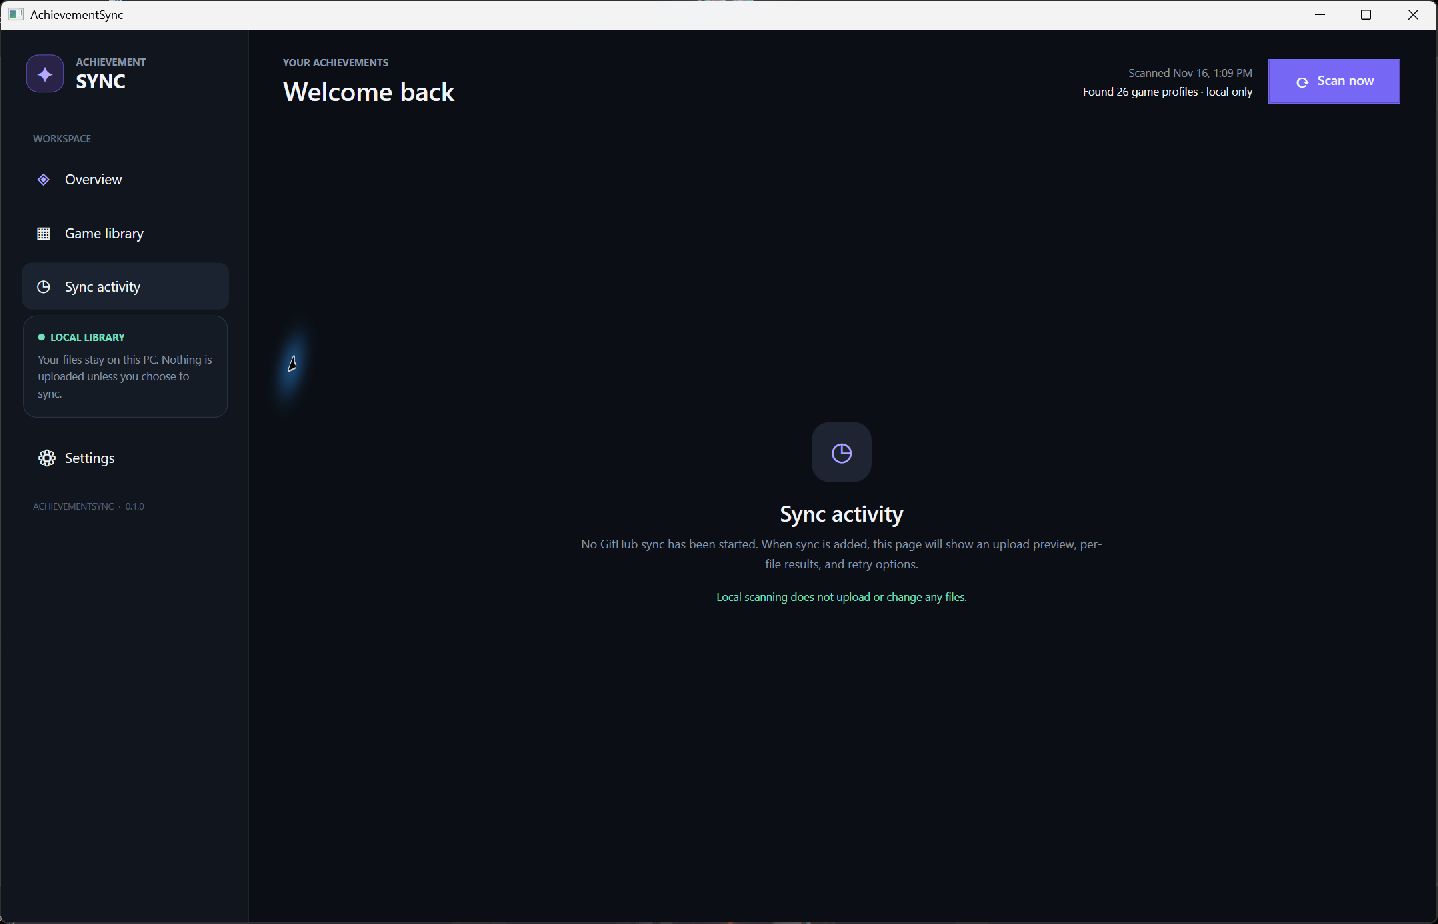 AchievementSync
ACHIEVEMENT
SYNC
WORKSPACE
Overview
Game library
Sync activity
LOCAL LIBRARY
Your files stay on this PC. Nothing is
uploaded unless you choose to
sync.
Settings
ACHIEVEMENTSYNC · 0.1.0
YOUR ACHIEVEMENTS
Welcome back
Scanned Nov 16, 1:09 PM
Found 26 game profiles · local only
Scan now
Sync activity
No GitHub sync has been started. When sync is added, this page will show an upload preview, per-
file results, and retry options.
Local scanning does not upload or change any files.